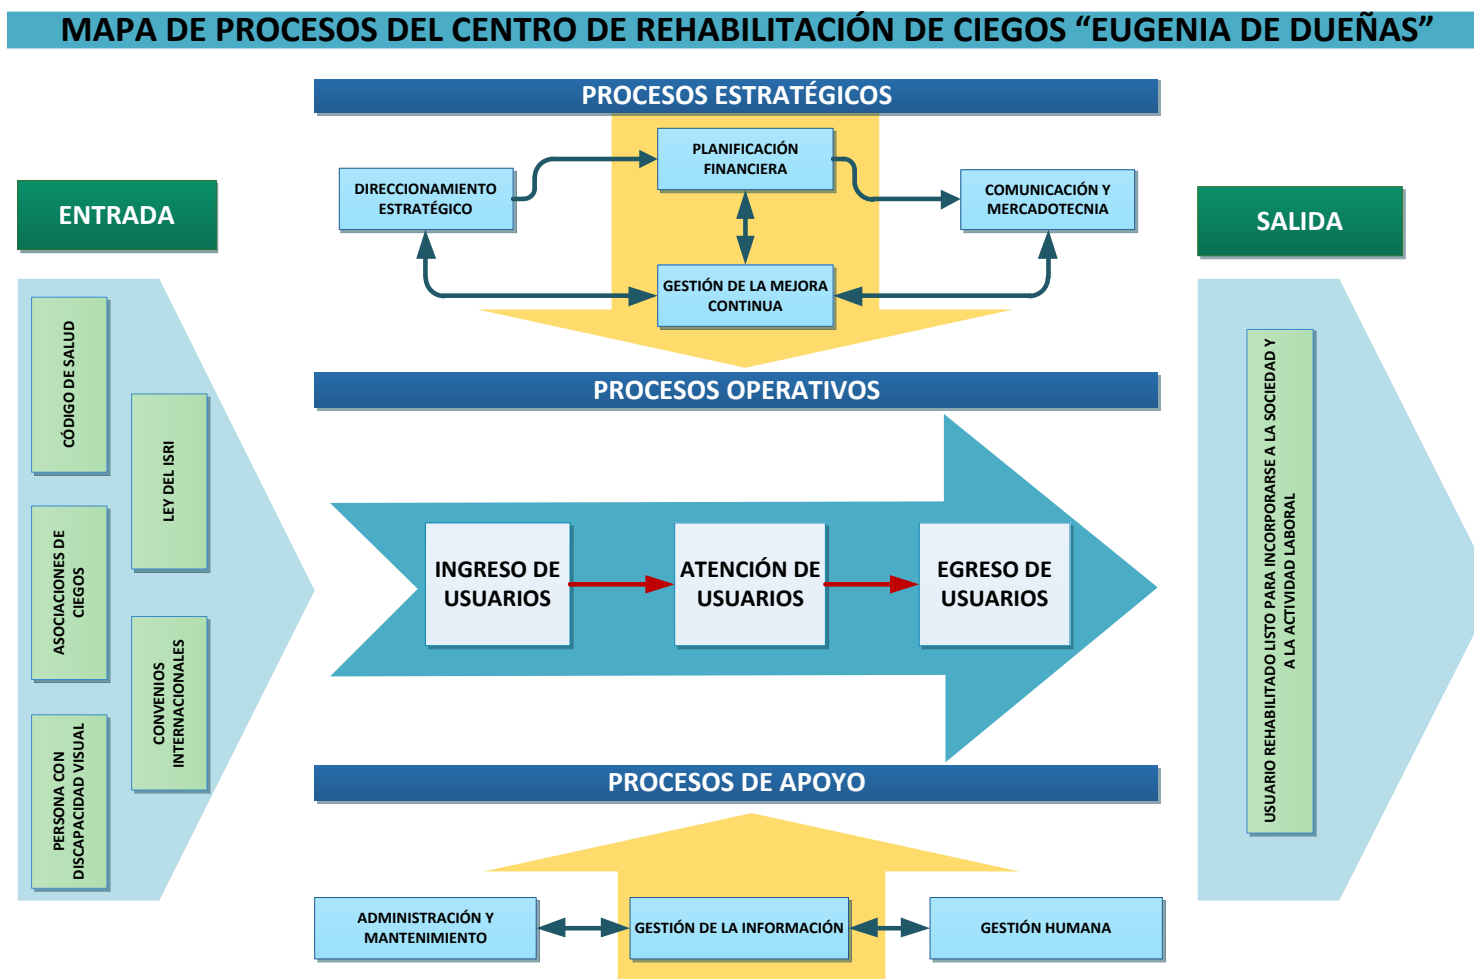 MAPA DE PROCESOS DEL CENTRO DE REHABILITACIÓN DE CIEGOS “EUGENIA DE DUEÑAS”
PROCESOS ESTRATÉGICOS
PLANIFICACIÓN
FINANCIERA
DIRECCIONAMIENTO
ESTRATÉGICO
COMUNICACIÓN Y
MERCADOTECNIA
GESTIÓN DE LA MEJORA
CONTINUA
ENTRADA
CÓDIGO DE SALUD
LEY DEL ISRI
ASOCIACIONES DE
CIEGOS
CONVENIOS
INTERNACIONALES
PERSONA CON
DISCAPACIDAD VISUAL
PROCESOS OPERATIVOS
INGRESO DE
USUARIOS
ATENCIÓN DE
USUARIOS
EGRESO DE
USUARIOS
PROCESOS DE APOYO
ADMINISTRACIÓN Y
MANTENIMIENTO
GESTIÓN DE LA INFORMACIÓN
GESTIÓN HUMANA
SALIDA
USUARIO REHABILITADO LISTO PARA INCORPORARSE A LA SOCIEDAD Y
A LA ACTIVIDAD LABORAL